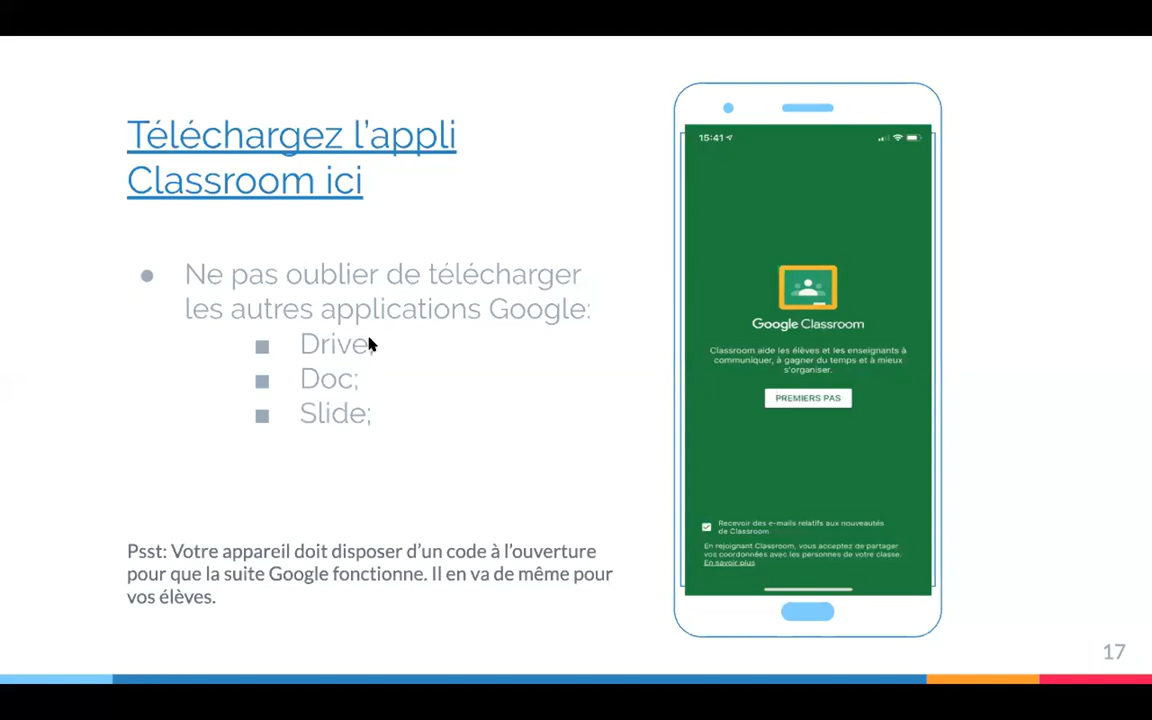 Téléchargez l’appli
Classroom ici
● Ne pas oublier de télécharger
les autres applications Google:
■ Drive;
■ Doc;
■ Slide;
Psst: Votre appareil doit disposer d’un code à l’ouverture
pour que la suite Google fonctionne. Il en va de même pour
vos élèves.
15:41
Google Classroom
Classroom aide les élèves et les enseignants à
communiquer, à gagner du temps et à mieux
s'organiser.
PREMIERS PAS
Recevoir des e-mails relatifs aux nouveautés
de Classroom
En rejoignant Classroom, vous acceptez de partager
vos coordonnées avec les personnes de votre classe.
En savoir plus
17